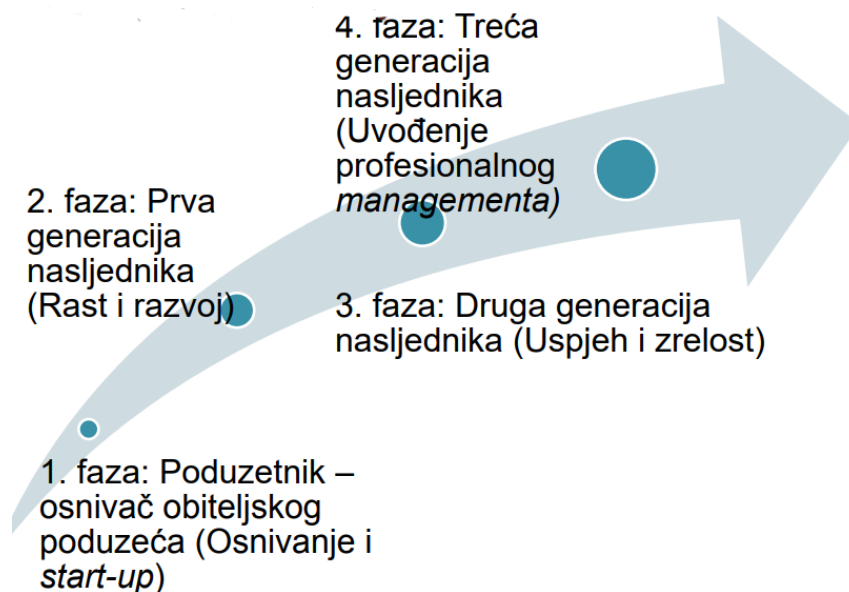 4. faza: Treća
generacija
nasljednika
(Uvođenje
profesionalnog
managementa)
2. faza: Prva
generacija
nasljednika
(Rast i razvoj)
3. faza: Druga generacija
nasljednika (Uspjeh i zrelost)
1. faza: Poduzetnik –
osnivač obiteljskog
poduzeća (Osnivanje i
start-up)